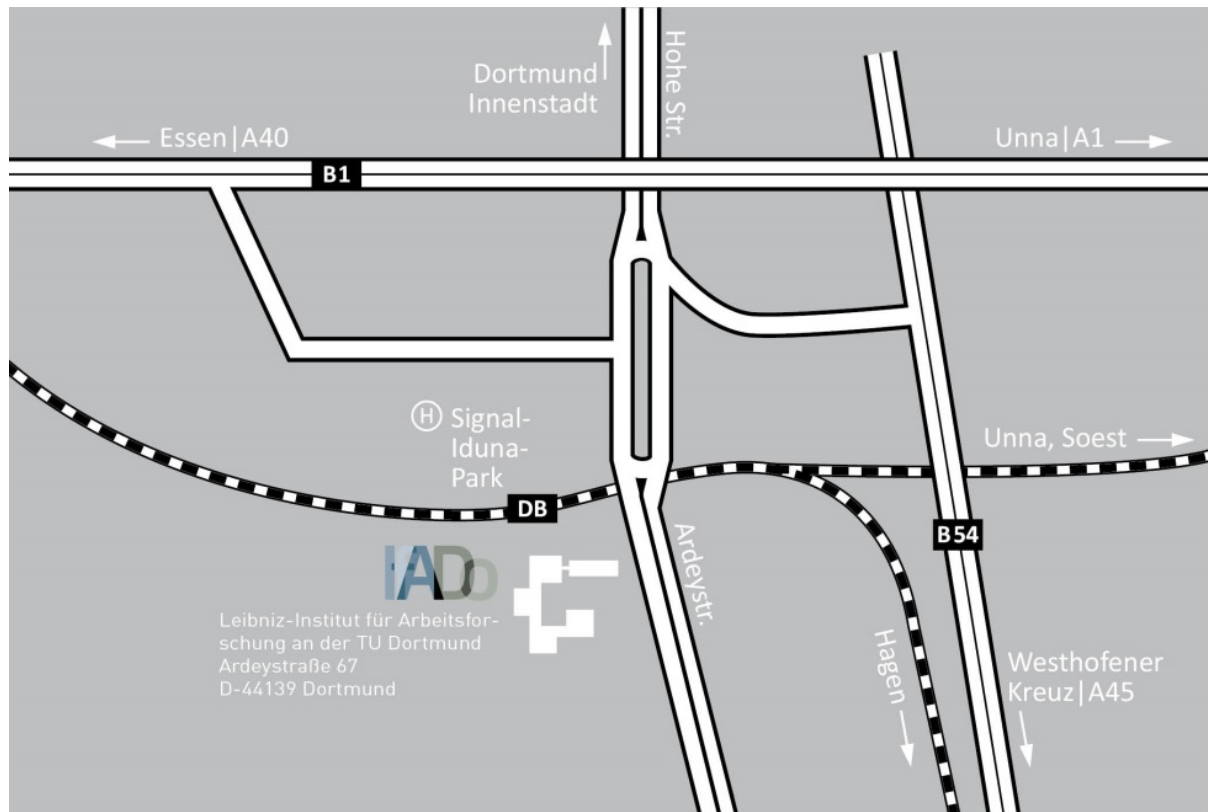 Dortmund
Innenstadt
Hohe Str.
Essen|A40
Unna|A1
B1
H
Signal-
Iduna-
Park
Unna, Soest
DB
B54
Ardeystr.
IfADo
Leibniz-Institut für Arbeitsfor-
schung an der TU Dortmund
Ardeystraße 67
D-44139 Dortmund
Hagen
Westhofener
Kreuz|A45